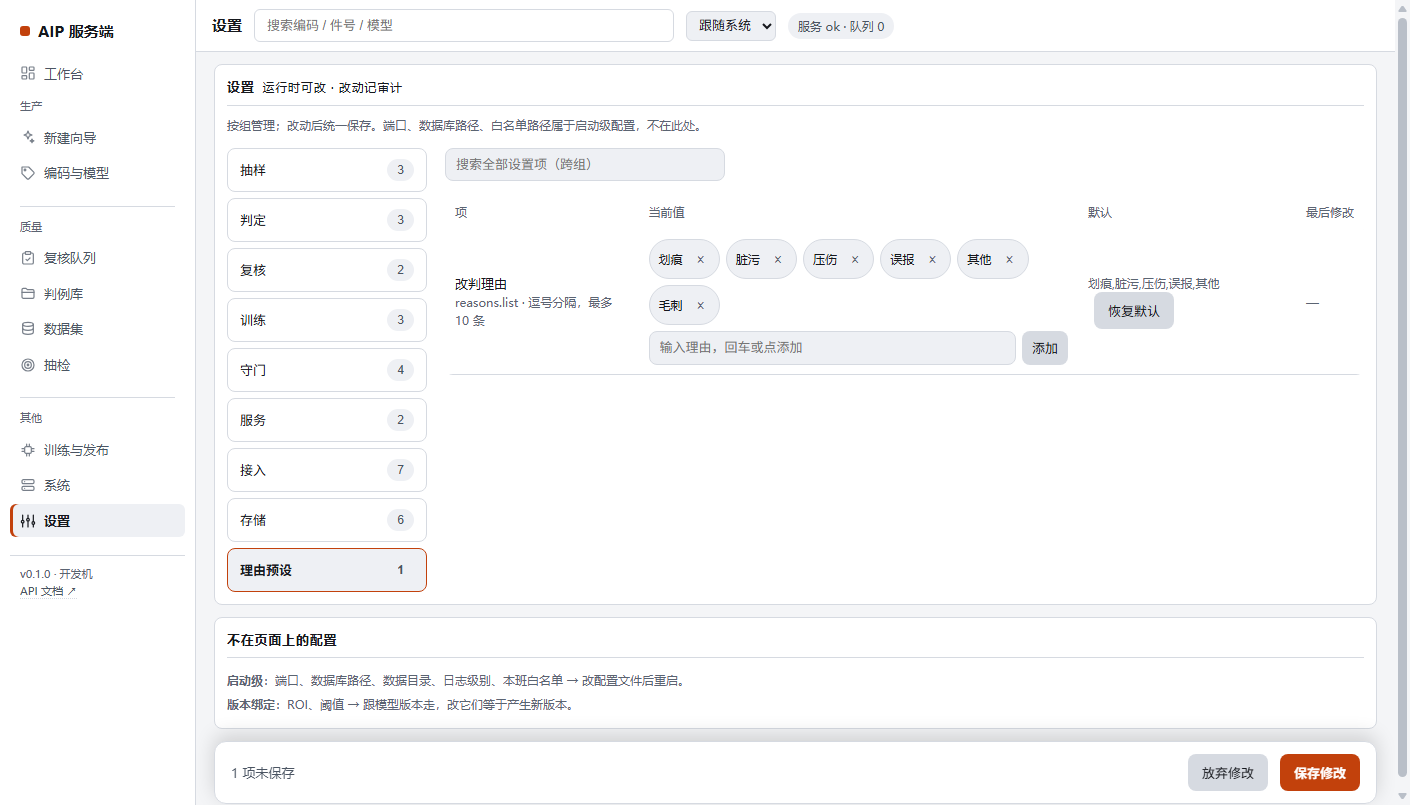 AIP 服务端
工作台
生产
新建向导
编码与模型
质量
复核队列
判例库
数据集
抽检
其他
训练与发布
系统
设置
v0.1.0 · 开发机
API 文档 ↗
设置
搜索编码 / 件号 / 模型
跟随系统
服务 ok · 队列 0
设置 运行时可改 · 改动记审计
按组管理；改动后统一保存。端口、数据库路径、白名单路径属于启动级配置，不在此处。
抽样 3
判定 3
复核 2
训练 3
守门 4
服务 2
接入 7
存储 6
理由预设 1
搜索全部设置项（跨组）
项 当前值 默认 最后修改
改判理由
reasons.list · 逗号分隔，最多
10 条
划痕 × 脏污 × 压伤 × 误报 × 其他 ×
毛刺 ×
输入理由，回车或点添加 添加
划痕,脏污,压伤,误报,其他
恢复默认
—
不在页面上的配置
启动级：端口、数据库路径、数据目录、日志级别、本班白名单 → 改配置文件后重启。
版本绑定：ROI、阈值 → 跟模型版本走，改它们等于产生新版本。
1 项未保存
放弃修改 保存修改